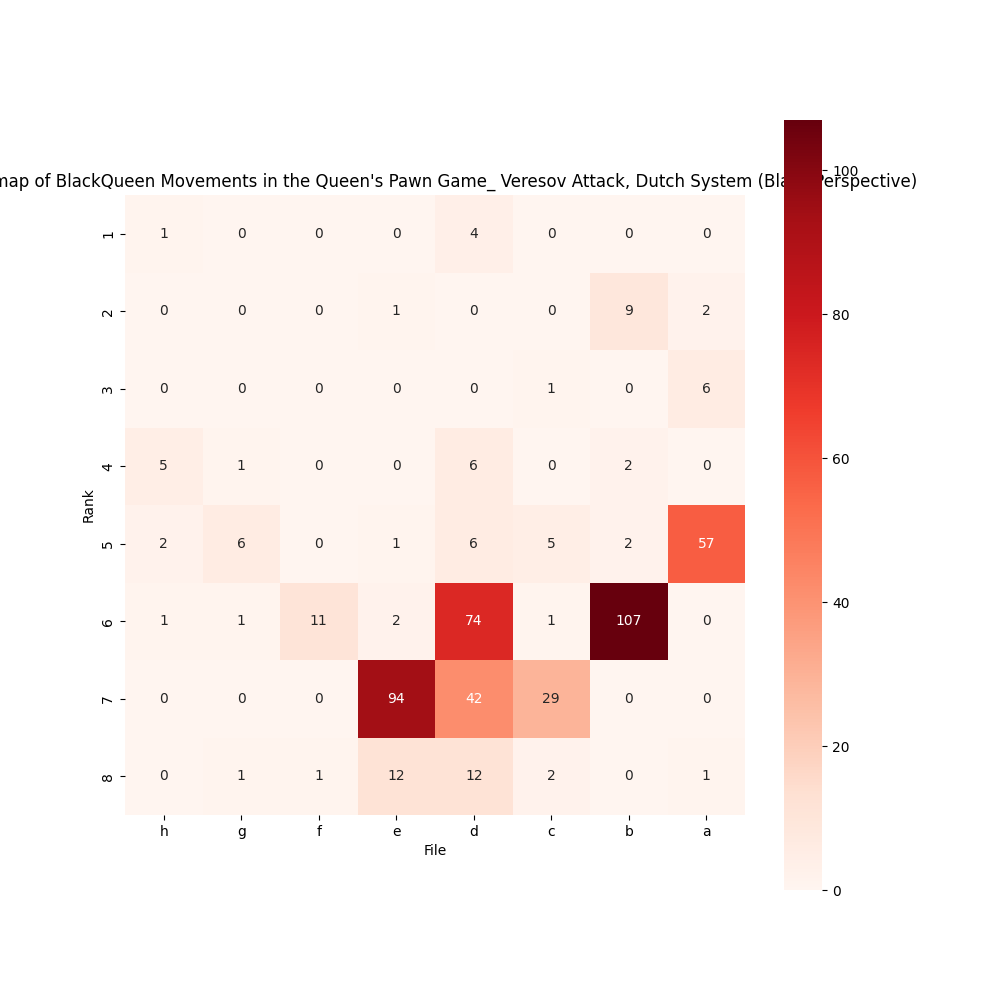 map of BlackQueen Movements in the Queen's Pawn Game_ Veresov Attack, Dutch System (Bla Perspective)
100
1 1 0 0 0 4 0 0 0
2 0 0 0 1 0 0 9 2
80
3 0 0 0 0 0 1 0 6
4 5 1 0 0 6 0 2 0
60
Rank
5 2 6 0 1 6 5 2 57
6 1 1 11 2 74 1 107 0
40
7 0 0 0 94 42 29 0 0
20
8 0 1 1 12 12 2 0 1
h g f e d c b a
File
0